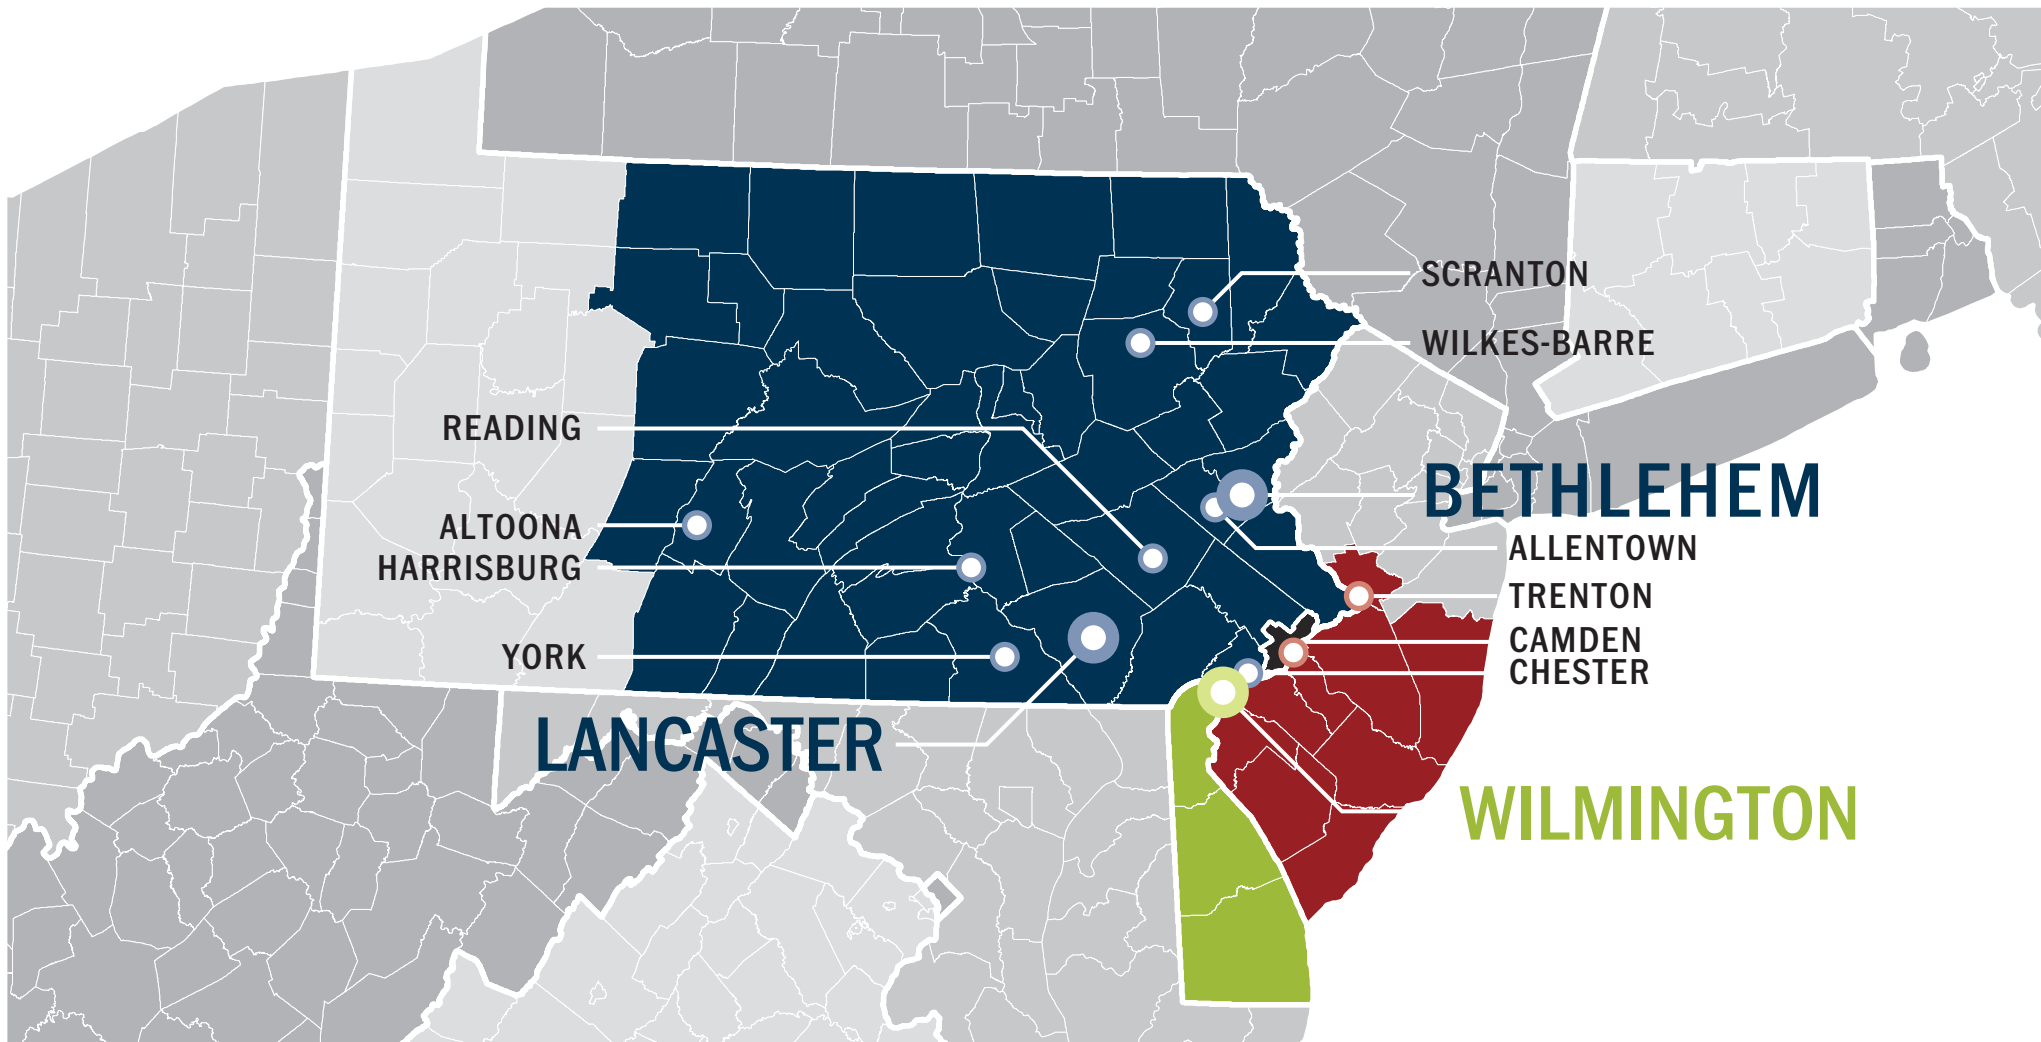 SCRANTON
WILKES-BARRE
READING
BETHLEHEM
ALTOONA
ALLENTOWN
HARRISBURG
TRENTON
CAMDEN
YORK
CHESTER
LANCASTER
WILMINGTON